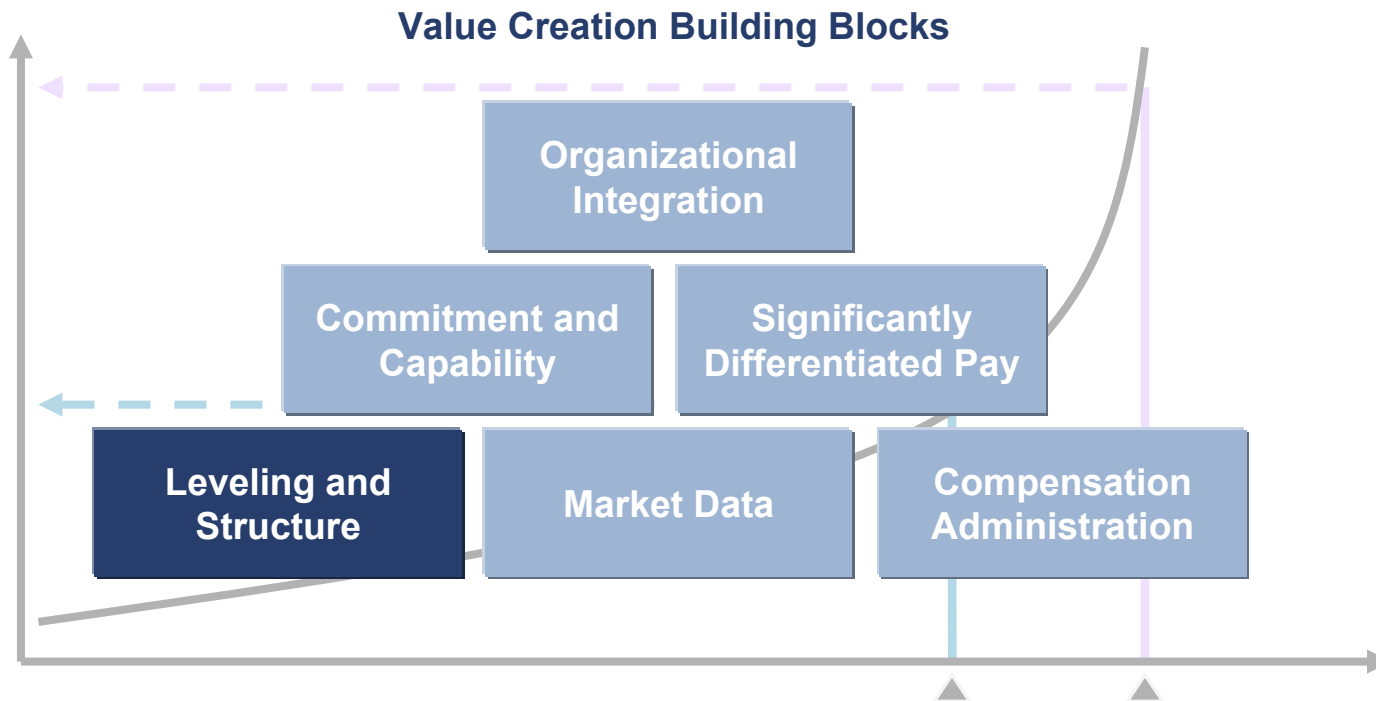 Value Creation Building Blocks
Organizational
Integration
Commitment and
Capability
Significantly
Differentiated Pay
Leveling and
Structure
Market Data
Compensation
Administration